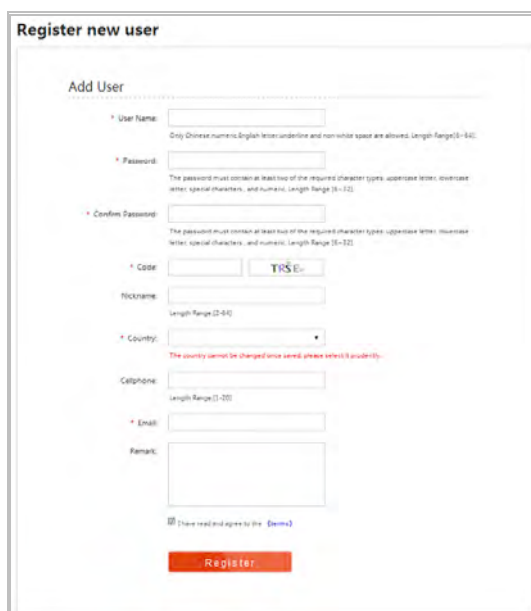 Register new user
Add User
* User Name:
Only Chinese numeric English letter underline and non white space are allowed. Length Range[6~64].
* Password:
The password must contain at least two of the required character types: uppercase letter, lowercase
letter, special characters , and numeric. Length Range [6~32]
* Confirm Password:
The password must contain at least two of the required character types: uppercase letter, lowercase
letter, special characters , and numeric. Length Range [6~32]
* Code:
TRSE
Nickname:
Length Range:[2-64]
* Country:
The country cannot be changed once saved, please select it prudently.
Cellphone:
Length Range:[1-20]
* Email:
Remark:
I have read and agree to the 《terms》
Register